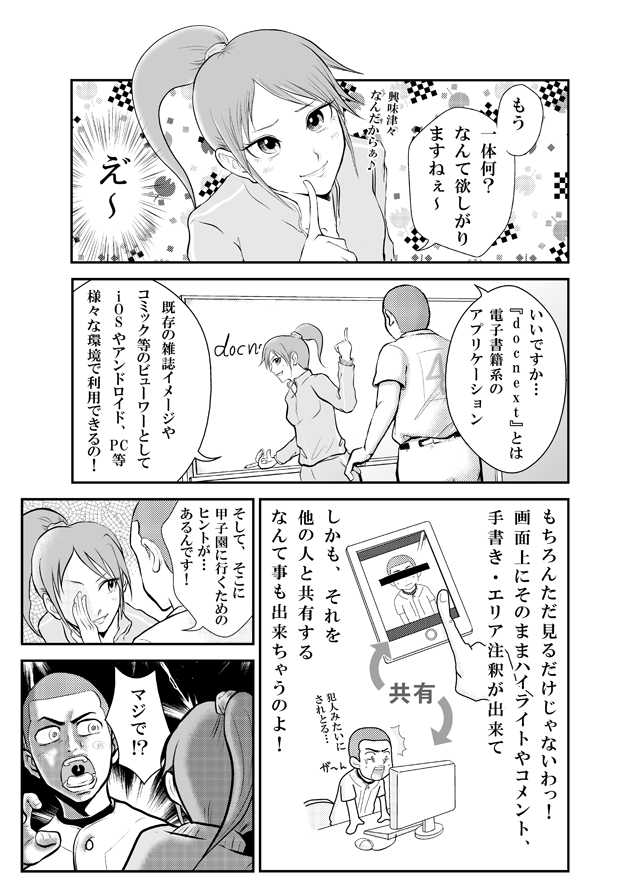 もう
一体何？
なんて欲しがり
ますねぇ～
興味津々
なんだからぁ♪
え゛～
いいですか…
『docnext』とは
電子書籍系の
アプリケーション
docn
既存の雑誌イメージや
コミック等のビューワーとして
iOSやアンドロイド、PC等
様々な環境で利用できるの！
もちろんただ見るだけじゃないわっ！
画面上にそのままハイライトやコメント、
手書き・エリア注釈が出来て
しかも、それを
他の人と共有する
なんて事も出来ちゃうのよ！
共有
犯人みたいに
されとる…
ザ～ん
4
そして、そこに
甲子園に行くための
ヒントが…
あるんです！
マジで!?